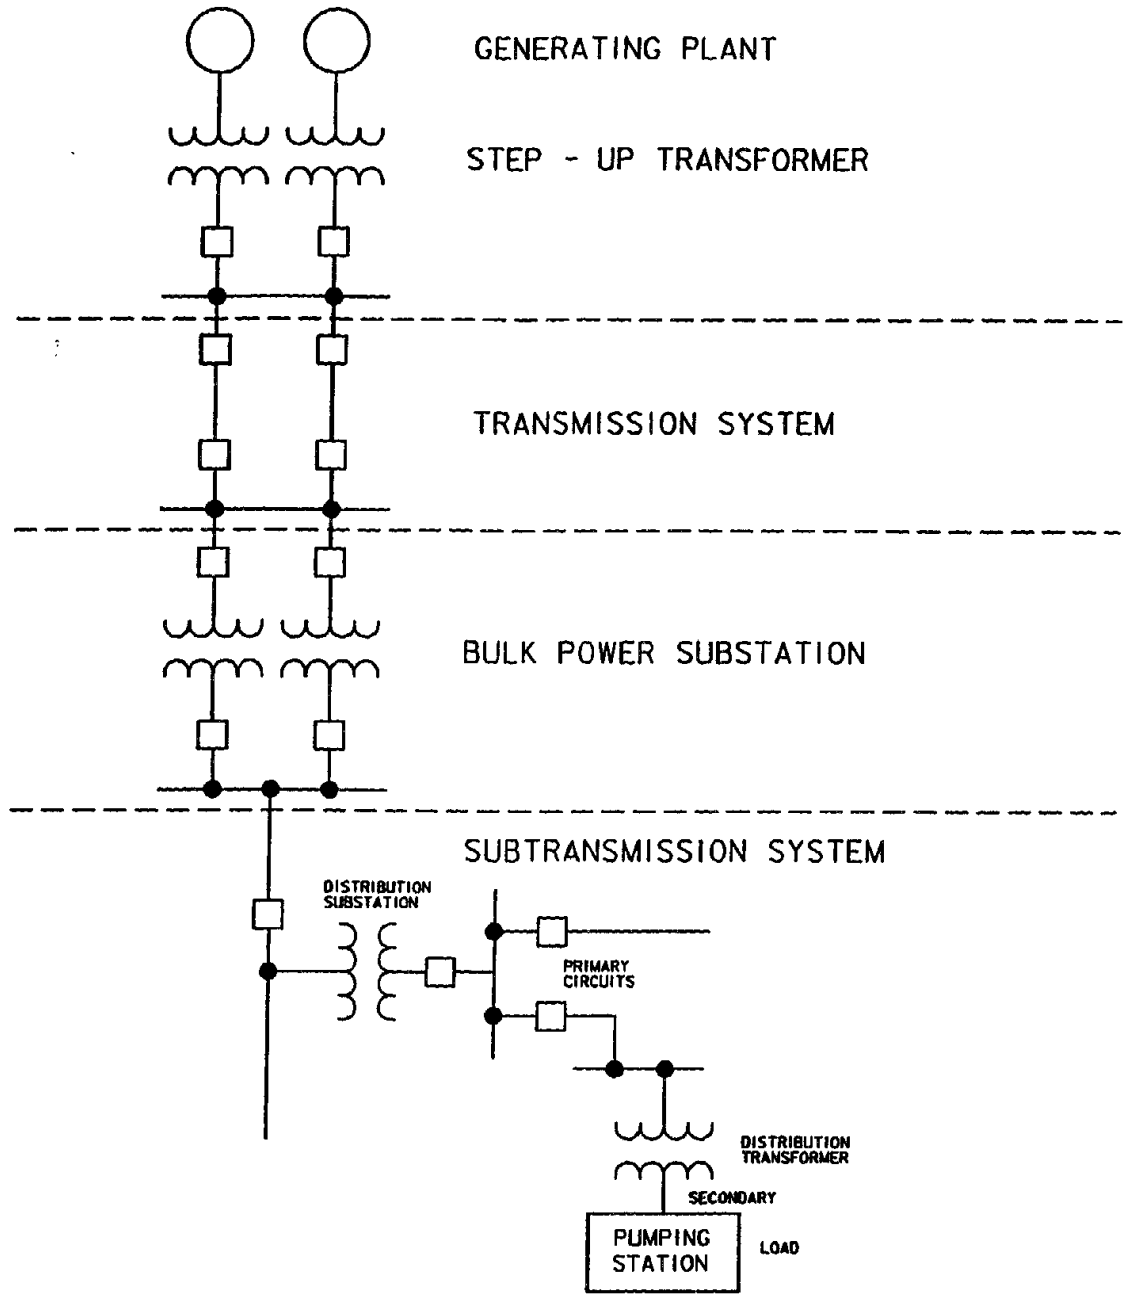 GENERATING PLANT
STEP - UP TRANSFORMER
TRANSMISSION SYSTEM
BULK POWER SUBSTATION
SUBTRANSMISSION SYSTEM
DISTRIBUTION
SUBSTATION
PRIMARY
CIRCUITS
DISTRIBUTION
TRANSFORMER
SECONDARY
PUMPING
STATION
LOAD